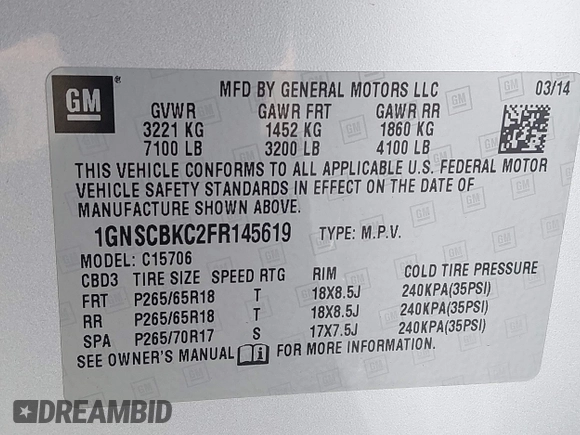 GM
MFD BY GENERAL MOTORS LLC 03/14
GVWR GAWR FRT GAWR RR
3221 KG 1452 KG 1860 KG
7100 LB 3200 LB 4100 LB
THIS VEHICLE CONFORMS TO ALL APPLICABLE U.S. FEDERAL MOTOR
VEHICLE SAFETY STANDARDS IN EFFECT ON THE DATE OF
MANUFACTURE SHOWN ABOVE.
1GNSCBKC2FR145619 TYPE: M.P.V.
MODEL: C15706
CBD3 TIRE SIZE SPEED RTG RIM COLD TIRE PRESSURE
FRT P265/65R18 T 18X8.5J 240KPA(35PSI)
RR P265/65R18 T 18X8.5J 240KPA(35PSI)
SPA P265/70R17 S 17X7.5J 240KPA(35PSI)
SEE OWNER'S MANUAL FOR MORE INFORMATION.
DREAMBID